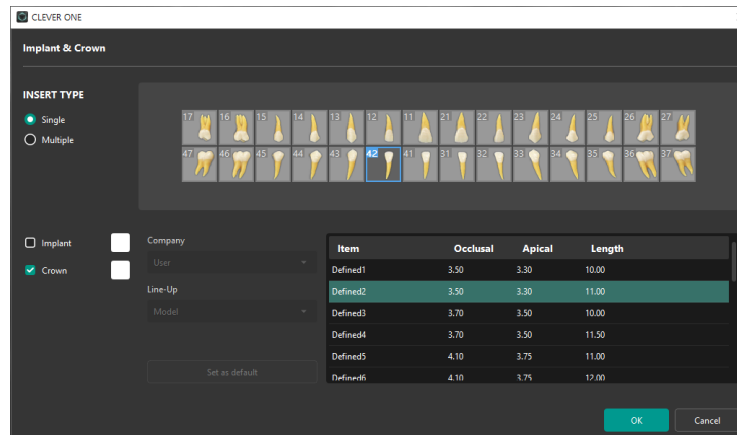 CLEVER ONE
Implant & Crown
INSERT TYPE
Single
Multiple
17 16 15 14 13 12 11 21 22 23 24 25 26 27
47 46 45 44 43 42 41 31 32 33 34 35 36 37
Implant
Crown
Company
User
Line-Up
Model
Set as default
Item Occlusal Apical Length
Defined1 3.50 3.30 10.00
Defined2 3.50 3.30 11.00
Defined3 3.70 3.50 10.00
Defined4 3.70 3.50 11.50
Defined5 4.10 3.75 11.00
Defined6 4.10 3.75 12.00
OK Cancel